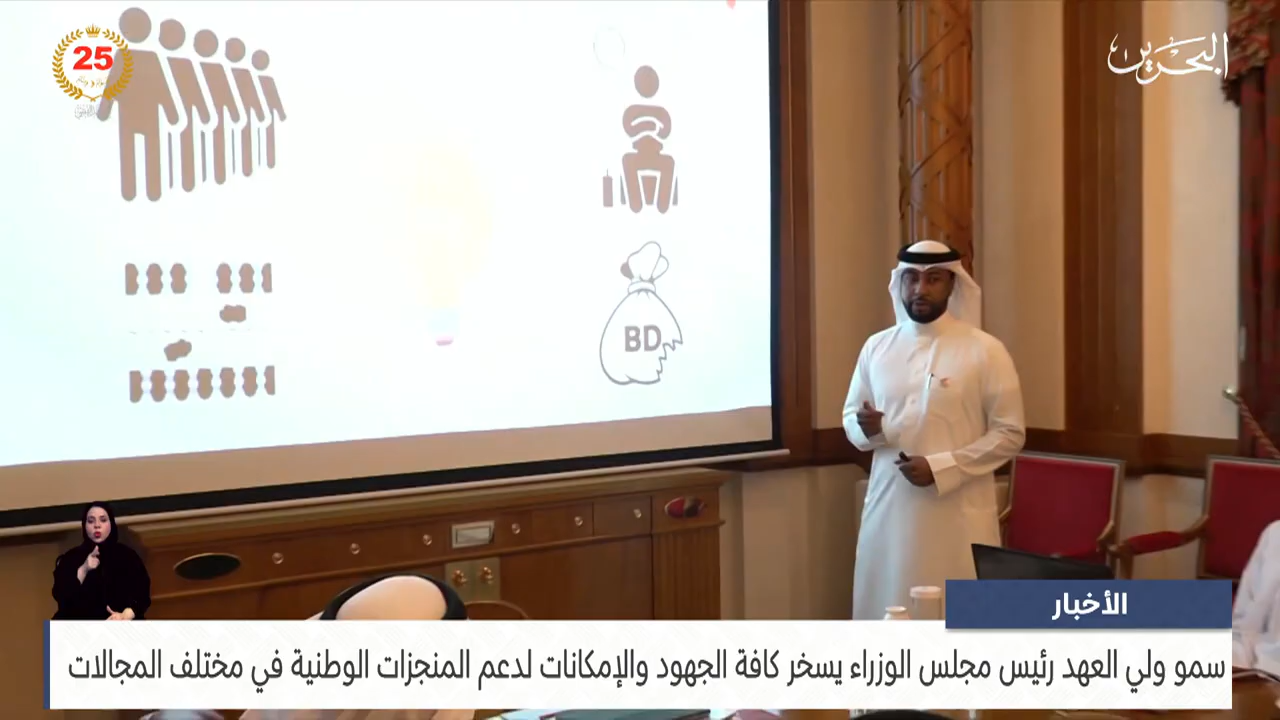 25
البحرين
BD
الأخبار
سمو ولي العهد رئيس مجلس الوزراء يسخر كافة الجهود والإمكانات لدعم المنجزات الوطنية في مختلف المجالات